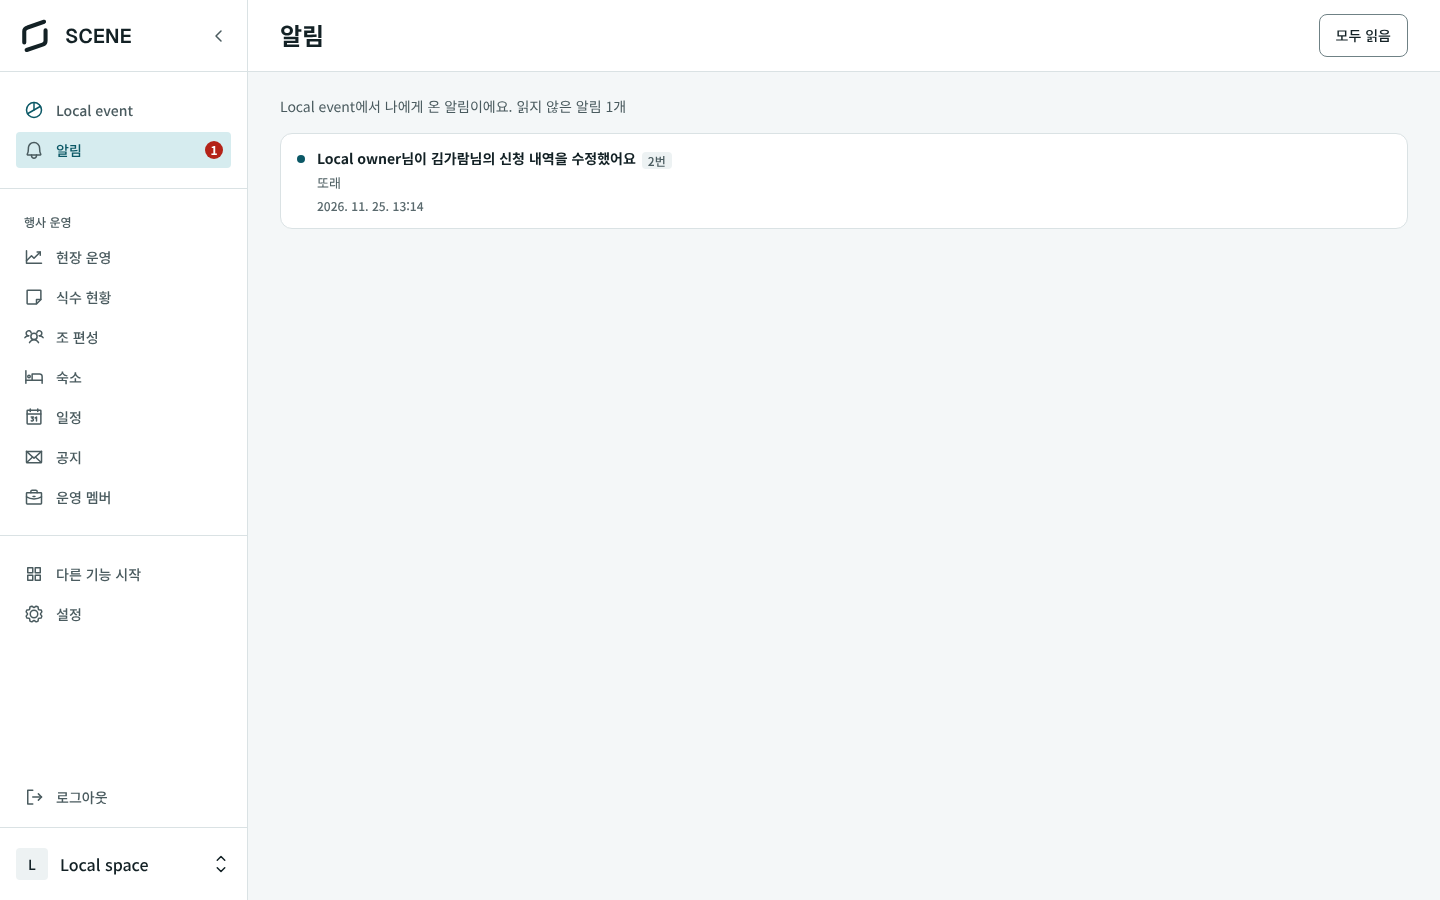 SCENE
Local event
알림
1
행사 운영
현장 운영
식수 현황
조 편성
숙소
31
일정
공지
운영 멤버
다른 기능 시작
설정
로그아웃
L
Local space
알림
모두 읽음
Local event에서 나에게 온 알림이에요. 읽지 않은 알림 1개
Local owner님이 김가람님의 신청 내역을 수정했어요 2번
또래
2026. 11. 25. 13:14